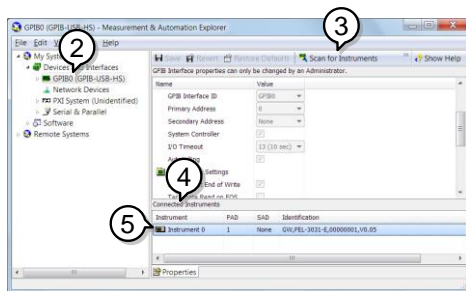 GPIB0 (GPIB-USB-HS) - Measurement & Automation Explorer
File Edit Help
My Sy
Devices interfaces
GPIB0 (GPIB-USB-HS)
Network Devices
PXI System (Unidentified)
Serial & Parallel
Software
Remote Systems
2
3
Save Revert Restore Defaults Scan for Instruments Show Help
GPIB Interface properties can only be changed by an Administrator.
Name Value
GPIB Interface ID GPIB0
Primary Address 0
Secondary Address None
System Controller
I/O Timeout 13 (10 sec)
Settings
End of Write
4
Connected Instruments
Instrument PAD SAD Identification
5
Instrument 0 1 None GW,PEL-3031-E,00000001,V0.05
Properties